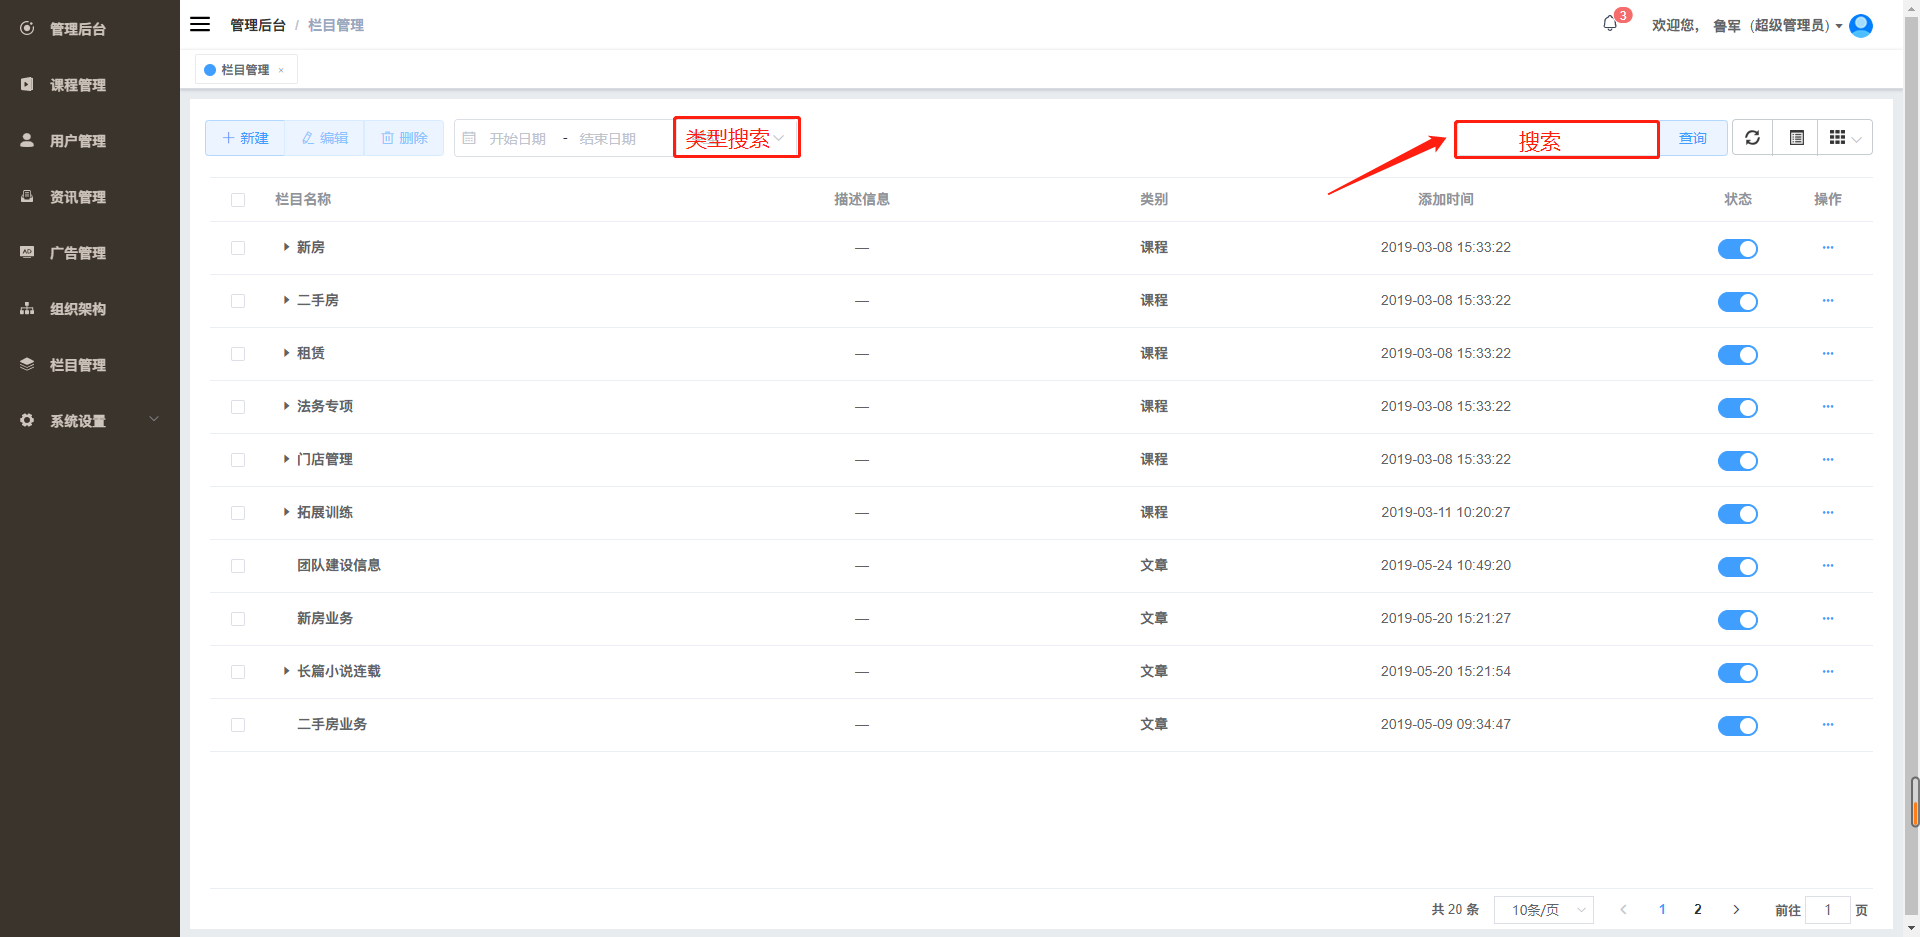 管理后台
课程管理
用户管理
资讯管理
广告管理
组织架构
栏目管理
系统设置
管理后台 / 栏目管理
3
欢迎您， 鲁军（超级管理员）
栏目管理 ×
新建 编辑 删除 开始日期 - 结束日期 类型搜索 搜索 查询
栏目名称 描述信息 类别 添加时间 状态 操作
新房 — 课程 2019-03-08 15:33:22 ···
二手房 — 课程 2019-03-08 15:33:22 ···
租赁 — 课程 2019-03-08 15:33:22 ···
法务专项 — 课程 2019-03-08 15:33:22 ···
门店管理 — 课程 2019-03-08 15:33:22 ···
拓展训练 — 课程 2019-03-11 10:20:27 ···
团队建设信息 — 文章 2019-05-24 10:49:20 ···
新房业务 — 文章 2019-05-20 15:21:27 ···
长篇小说连载 — 文章 2019-05-20 15:21:54 ···
二手房业务 — 文章 2019-05-09 09:34:47 ···
共 20 条 10条/页 < 1 2 > 前往 1 页